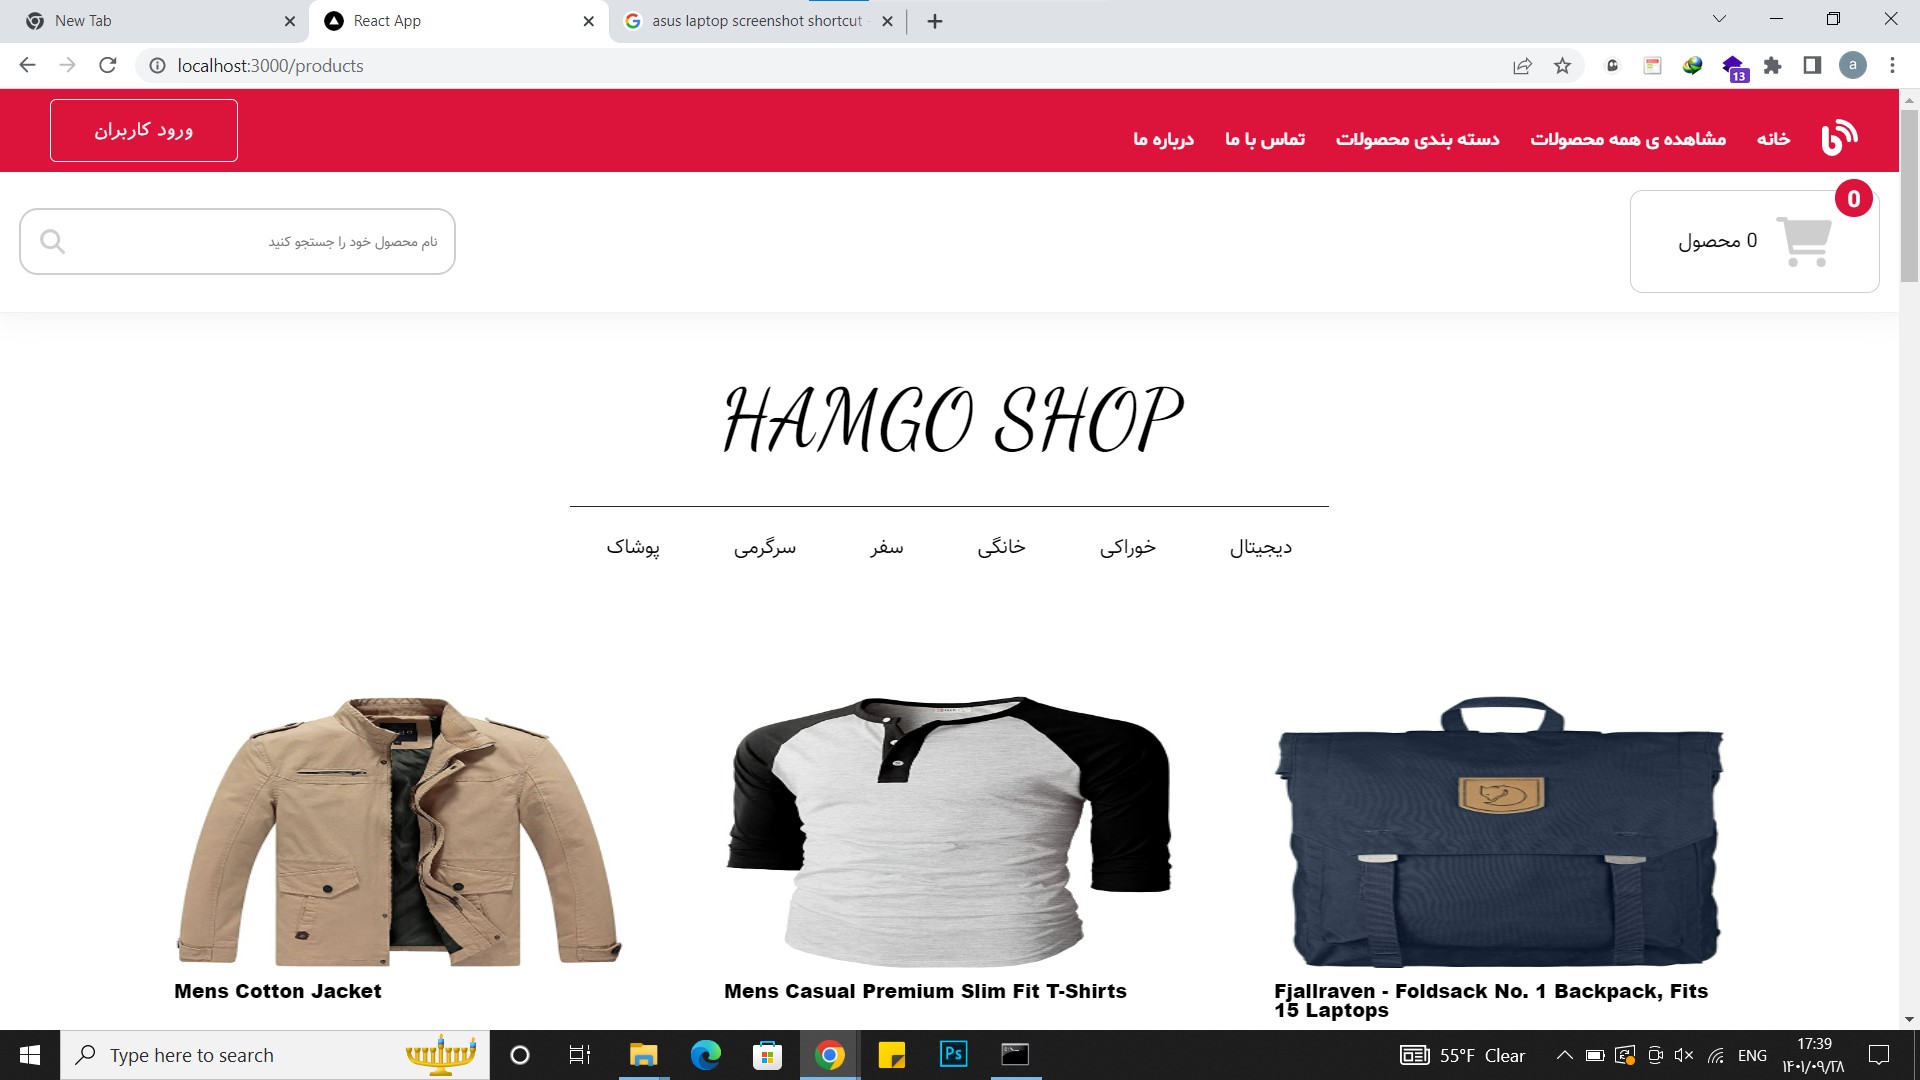 New Tab
React App
asus laptop screenshot shortcut
localhost:3000/products
13
a
خانه
مشاهده ی همه محصولات
دسته بندی محصولات
تماس با ما
درباره ما
ورود کاربران
0
0 محصول
نام محصول خود را جستجو کنید
HAMGO SHOP
دیجیتال
خوراکی
خانگی
سفر
سرگرمی
پوشاک
Mens Cotton Jacket
Mens Casual Premium Slim Fit T-Shirts
Fjallraven - Foldsack No. 1 Backpack, Fits
15 Laptops
Type here to search
Ps
55°F Clear
ENG
17:39
۱۴۰۱/۰۹/۲۸